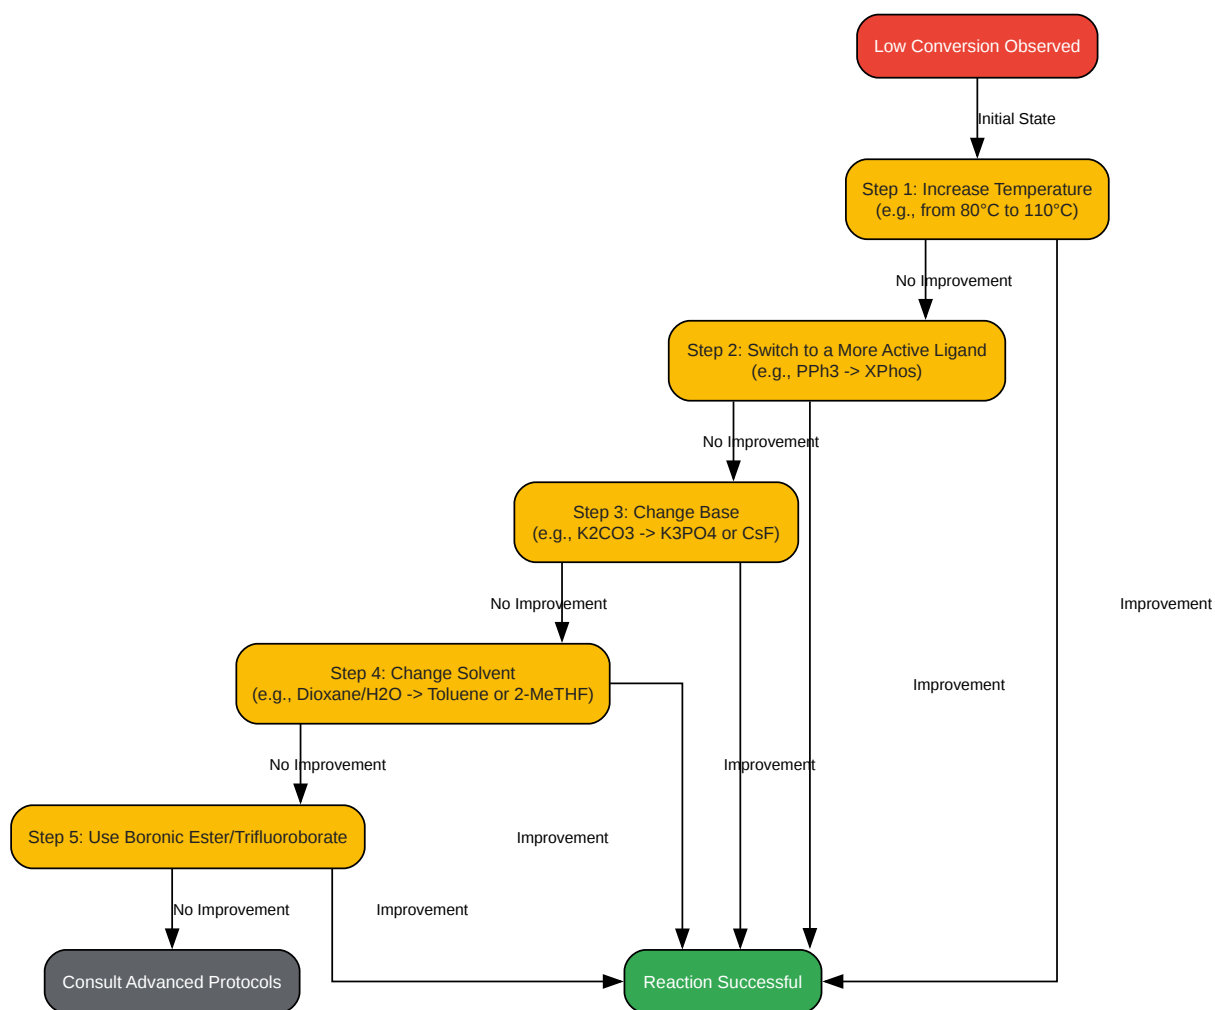 Low Conversion Observed
Initial State
Step 1: Increase Temperature
(e.g., from 80°C to 110°C)
No Improvement
Step 2: Switch to a More Active Ligand
(e.g., PPh3 -> XPhos)
No Improvement
Step 3: Change Base
(e.g., K2CO3 -> K3PO4 or CsF)
No Improvement
Improvement
Step 4: Change Solvent
(e.g., Dioxane/H2O -> Toluene or 2-MeTHF)
Improvement
No Improvement
Improvement
Step 5: Use Boronic Ester/Trifluoroborate
Improvement
No Improvement
Improvement
Consult Advanced Protocols
Reaction Successful